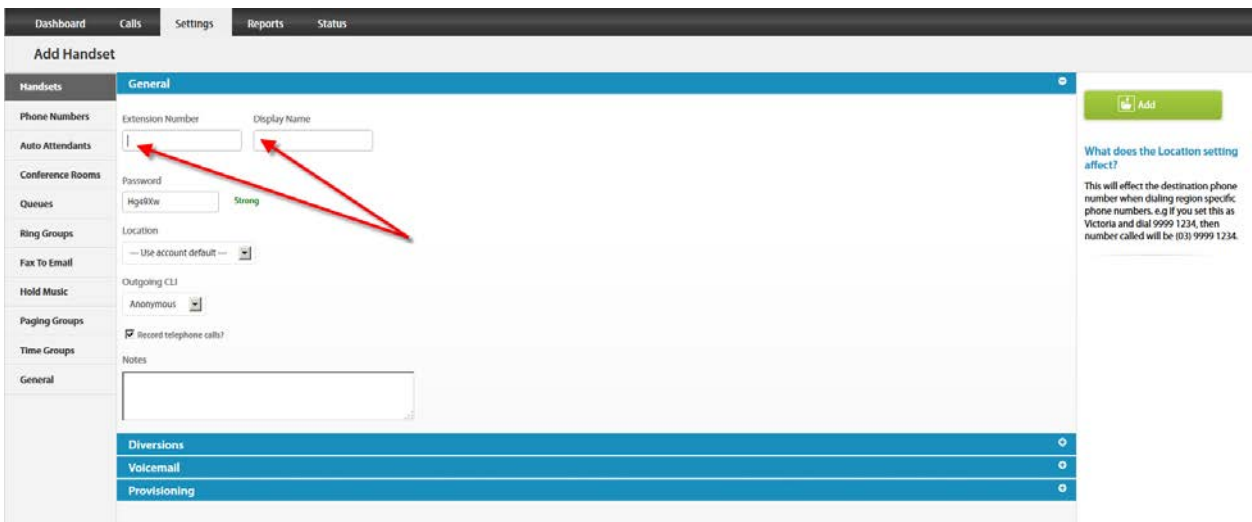 Dashboard Calls Settings Reports Status
Add Handset
Handsets
Phone Numbers
Auto Attendants
Conference Rooms
Queues
Ring Groups
Fax To Email
Hold Music
Paging Groups
Time Groups
General
General
Extension Number Display Name
Password
Hg49Xw Strong
Location
--- Use account default ---
Outgoing CLI
Anonymous
Record telephone calls?
Notes
Diversions
Voicemail
Provisioning
Add
What does the Location setting
affect?
This will effect the destination phone
number when dialing region specific
phone numbers. e.g if you set this as
Victoria and dial 9999 1234, then
number called will be (03) 9999 1234.